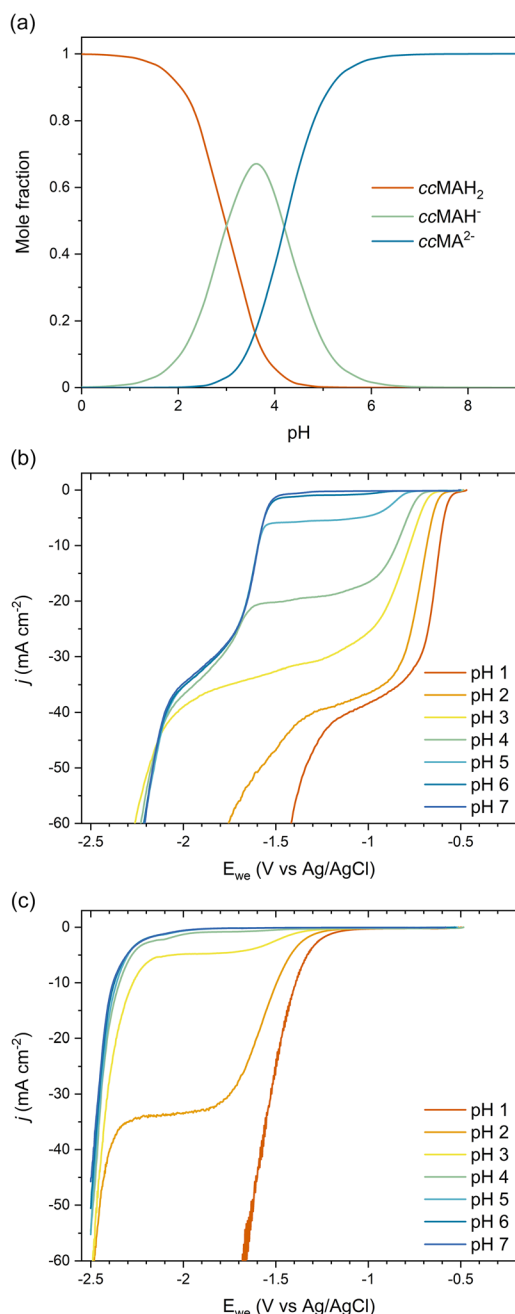 (a)
1
0.8
0.6
0.4
0.2
0
Mole fraction
ccMAH₂
ccMAH⁻
ccMA²⁻
0 2 4 6 8
pH
(b)
0
-10
-20
-30
-40
-50
-60
j (mA cm⁻²)
pH 1
pH 2
pH 3
pH 4
pH 5
pH 6
pH 7
-2.5 -2 -1.5 -1 -0.5
E_we (V vs Ag/AgCl)
(c)
0
-10
-20
-30
-40
-50
-60
j (mA cm⁻²)
pH 1
pH 2
pH 3
pH 4
pH 5
pH 6
pH 7
-2.5 -2 -1.5 -1 -0.5
E_we (V vs Ag/AgCl)